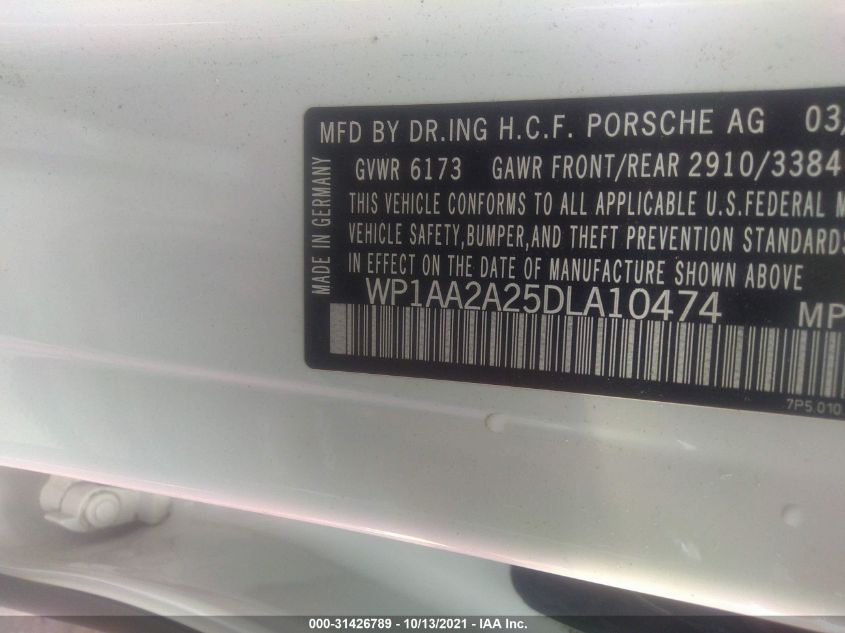 MFD BY DR.ING H.C.F. PORSCHE AG 03/
GVWR 6173 GAWR FRONT/REAR 2910/3384
THIS VEHICLE CONFORMS TO ALL APPLICABLE U.S.FEDERAL M
VEHICLE SAFETY,BUMPER,AND THEFT PREVENTION STANDARDS
IN EFFECT ON THE DATE OF MANUFACTURE SHOWN ABOVE
MADE IN GERMANY
WP1AA2A25DLA10474 MP
7P5.010
000-31426789 - 10/13/2021 - IAA Inc.